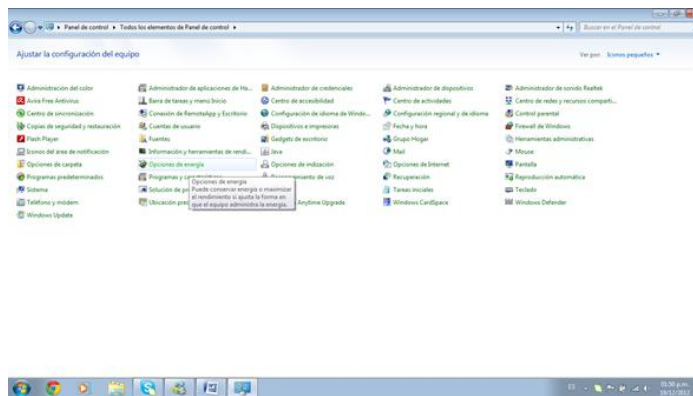 Panel de control ▸ Todos los elementos de Panel de control ▸
Buscar en el Panel de control
Ajustar la configuración del equipo
Ver por: Iconos pequeños
Administración del color
Administrador de aplicaciones de Ha...
Administrador de credenciales
Administrador de dispositivos
Administrador de sonido Realtek
Avira Free Antivirus
Barra de tareas y menú Inicio
Centro de accesibilidad
Centro de actividades
Centro de redes y recursos comparti...
Centro de sincronización
Conexión de RemoteApp y Escritorio
Configuración de idioma de Windo...
Configuración regional y de idioma
Control parental
Copias de seguridad y restauración
Cuentas de usuario
Dispositivos e impresoras
Fecha y hora
Firewall de Windows
Flash Player
Fuentes
Gadgets de escritorio
Grupo Hogar
Herramientas administrativas
Iconos del área de notificación
Información y herramientas de rendi...
Java
Mail
Mouse
Opciones de carpeta
Opciones de energía
Opciones de indización
Opciones de Internet
Pantalla
Programas predeterminados
Programas y
miento de voz
Recuperación
Reproducción automática
Sistema
Solución de pr
Tareas iniciales
Teclado
Teléfono y módem
Ubicación
Anytime Upgrade
Windows CardSpace
Windows Defender
Windows Update
Opciones de energía
Puede conservar energía o maximizar
el rendimiento si ajusta la forma en
que el equipo administra la energía.
ES